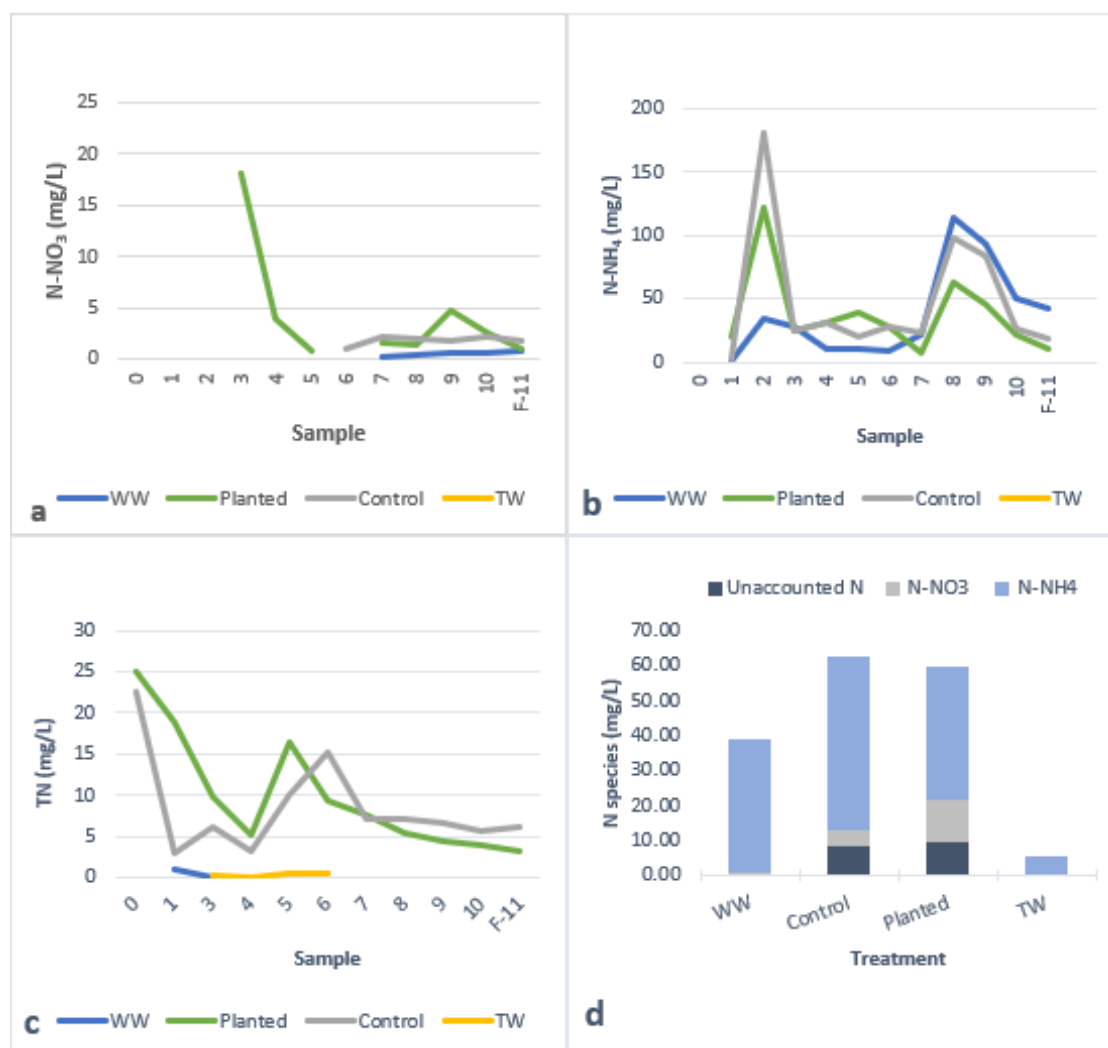 25
20
15
10
5
0
N-NO₃ (mg/L)
0 1 2 3 4 5 6 7 8 9 10 F-11
Sample
WW Planted Control TW
a
200
150
100
50
0
N-NH₄ (mg/L)
0 1 2 3 4 5 6 7 8 9 10 F-11
Sample
WW Planted Control TW
b
30
25
20
15
10
5
0
TN (mg/L)
0 1 3 4 5 6 7 8 9 10 F-11
Sample
WW Planted Control TW
c
Unaccounted N N-NO3 N-NH4
70.00
60.00
50.00
40.00
30.00
20.00
10.00
0.00
N species (mg/L)
WW Control Planted TW
Treatment
d